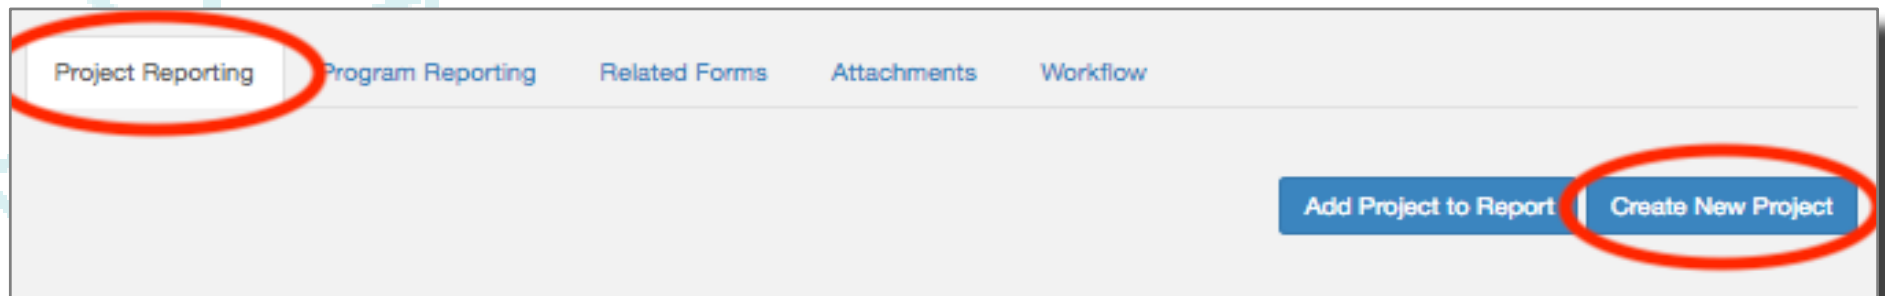 Project Reporting Program Reporting Related Forms Attachments Workflow
Add Project to Report Create New Project